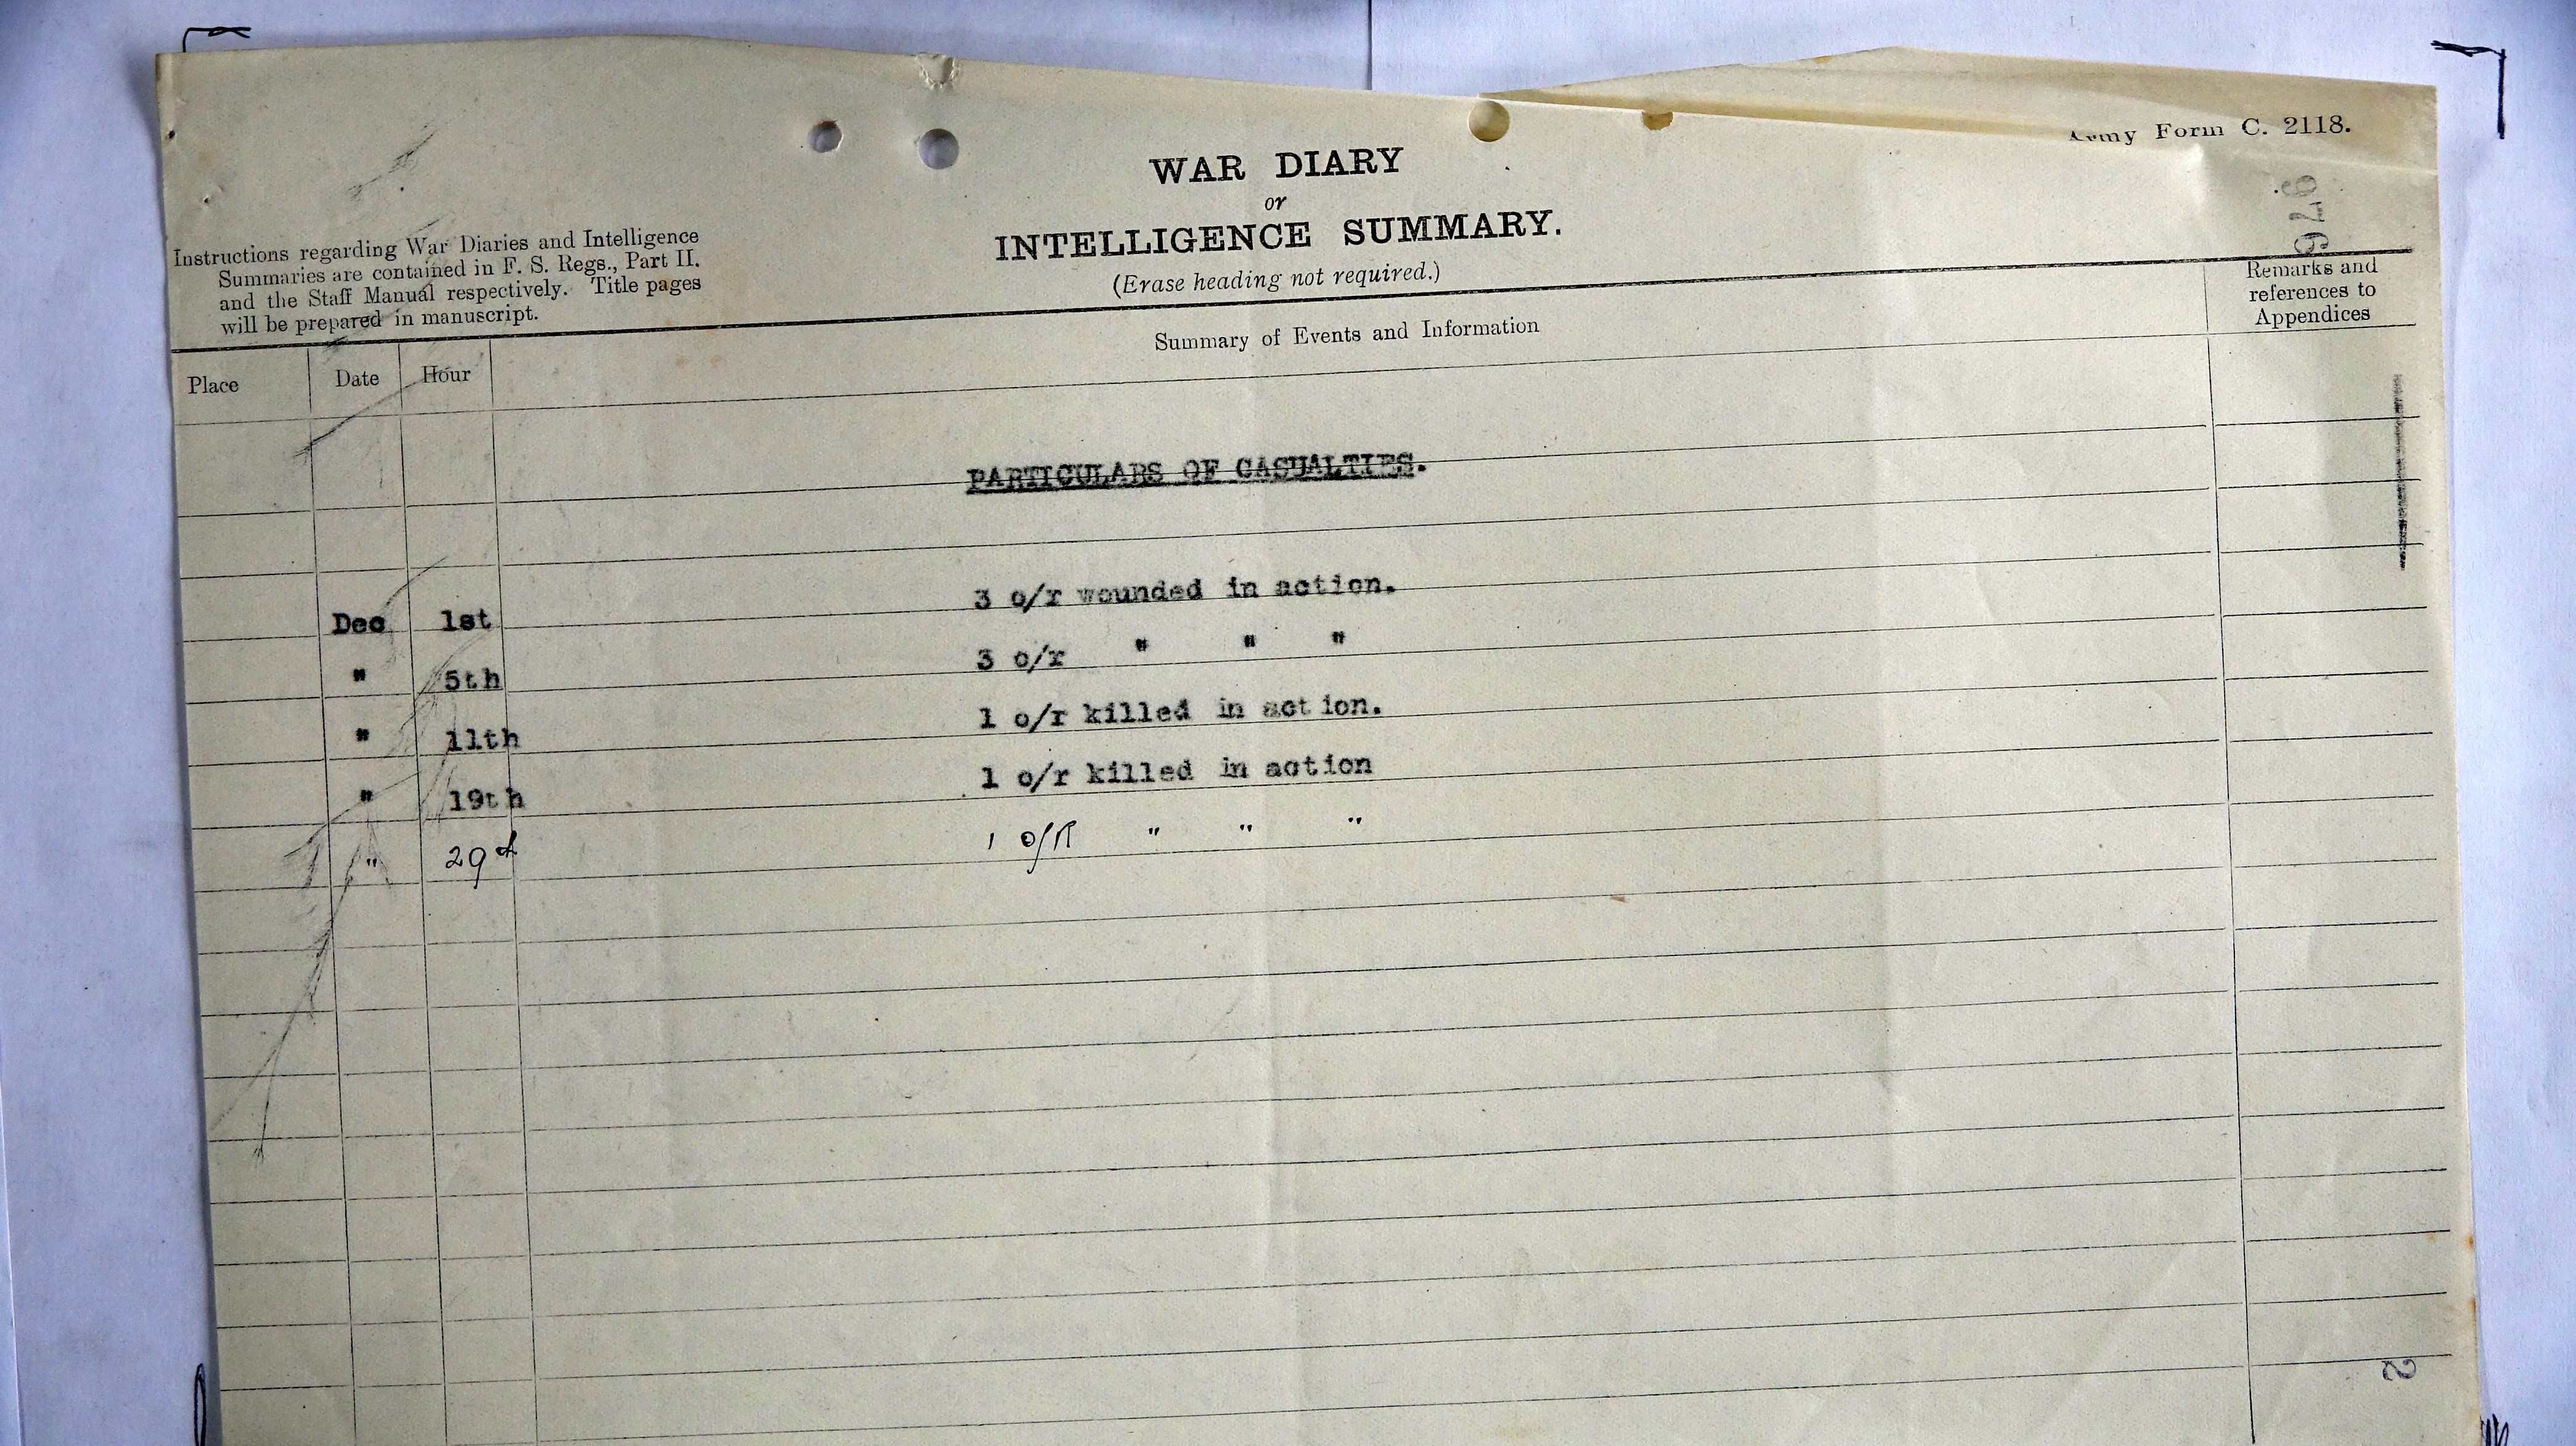 Army Form C. 2118.
WAR DIARY
or
INTELLIGENCE SUMMARY.
(Erase heading not required.)
Instructions regarding War Diaries and Intelligence
Summaries are contained in F. S. Regs., Part II.
and the Staff Manual respectively. Title pages
will be prepared in manuscript.
976
Place Date Hour Summary of Events and Information Remarks and
references to
Appendices
PARTICULARS OF CASUALTIES.
Dec 1st 3 o/r wounded in action.
" 5th 3 o/r " " "
" 11th 1 o/r killed in action.
" 19th 1 o/r killed in action
" 29th 1 O/R " " "
2